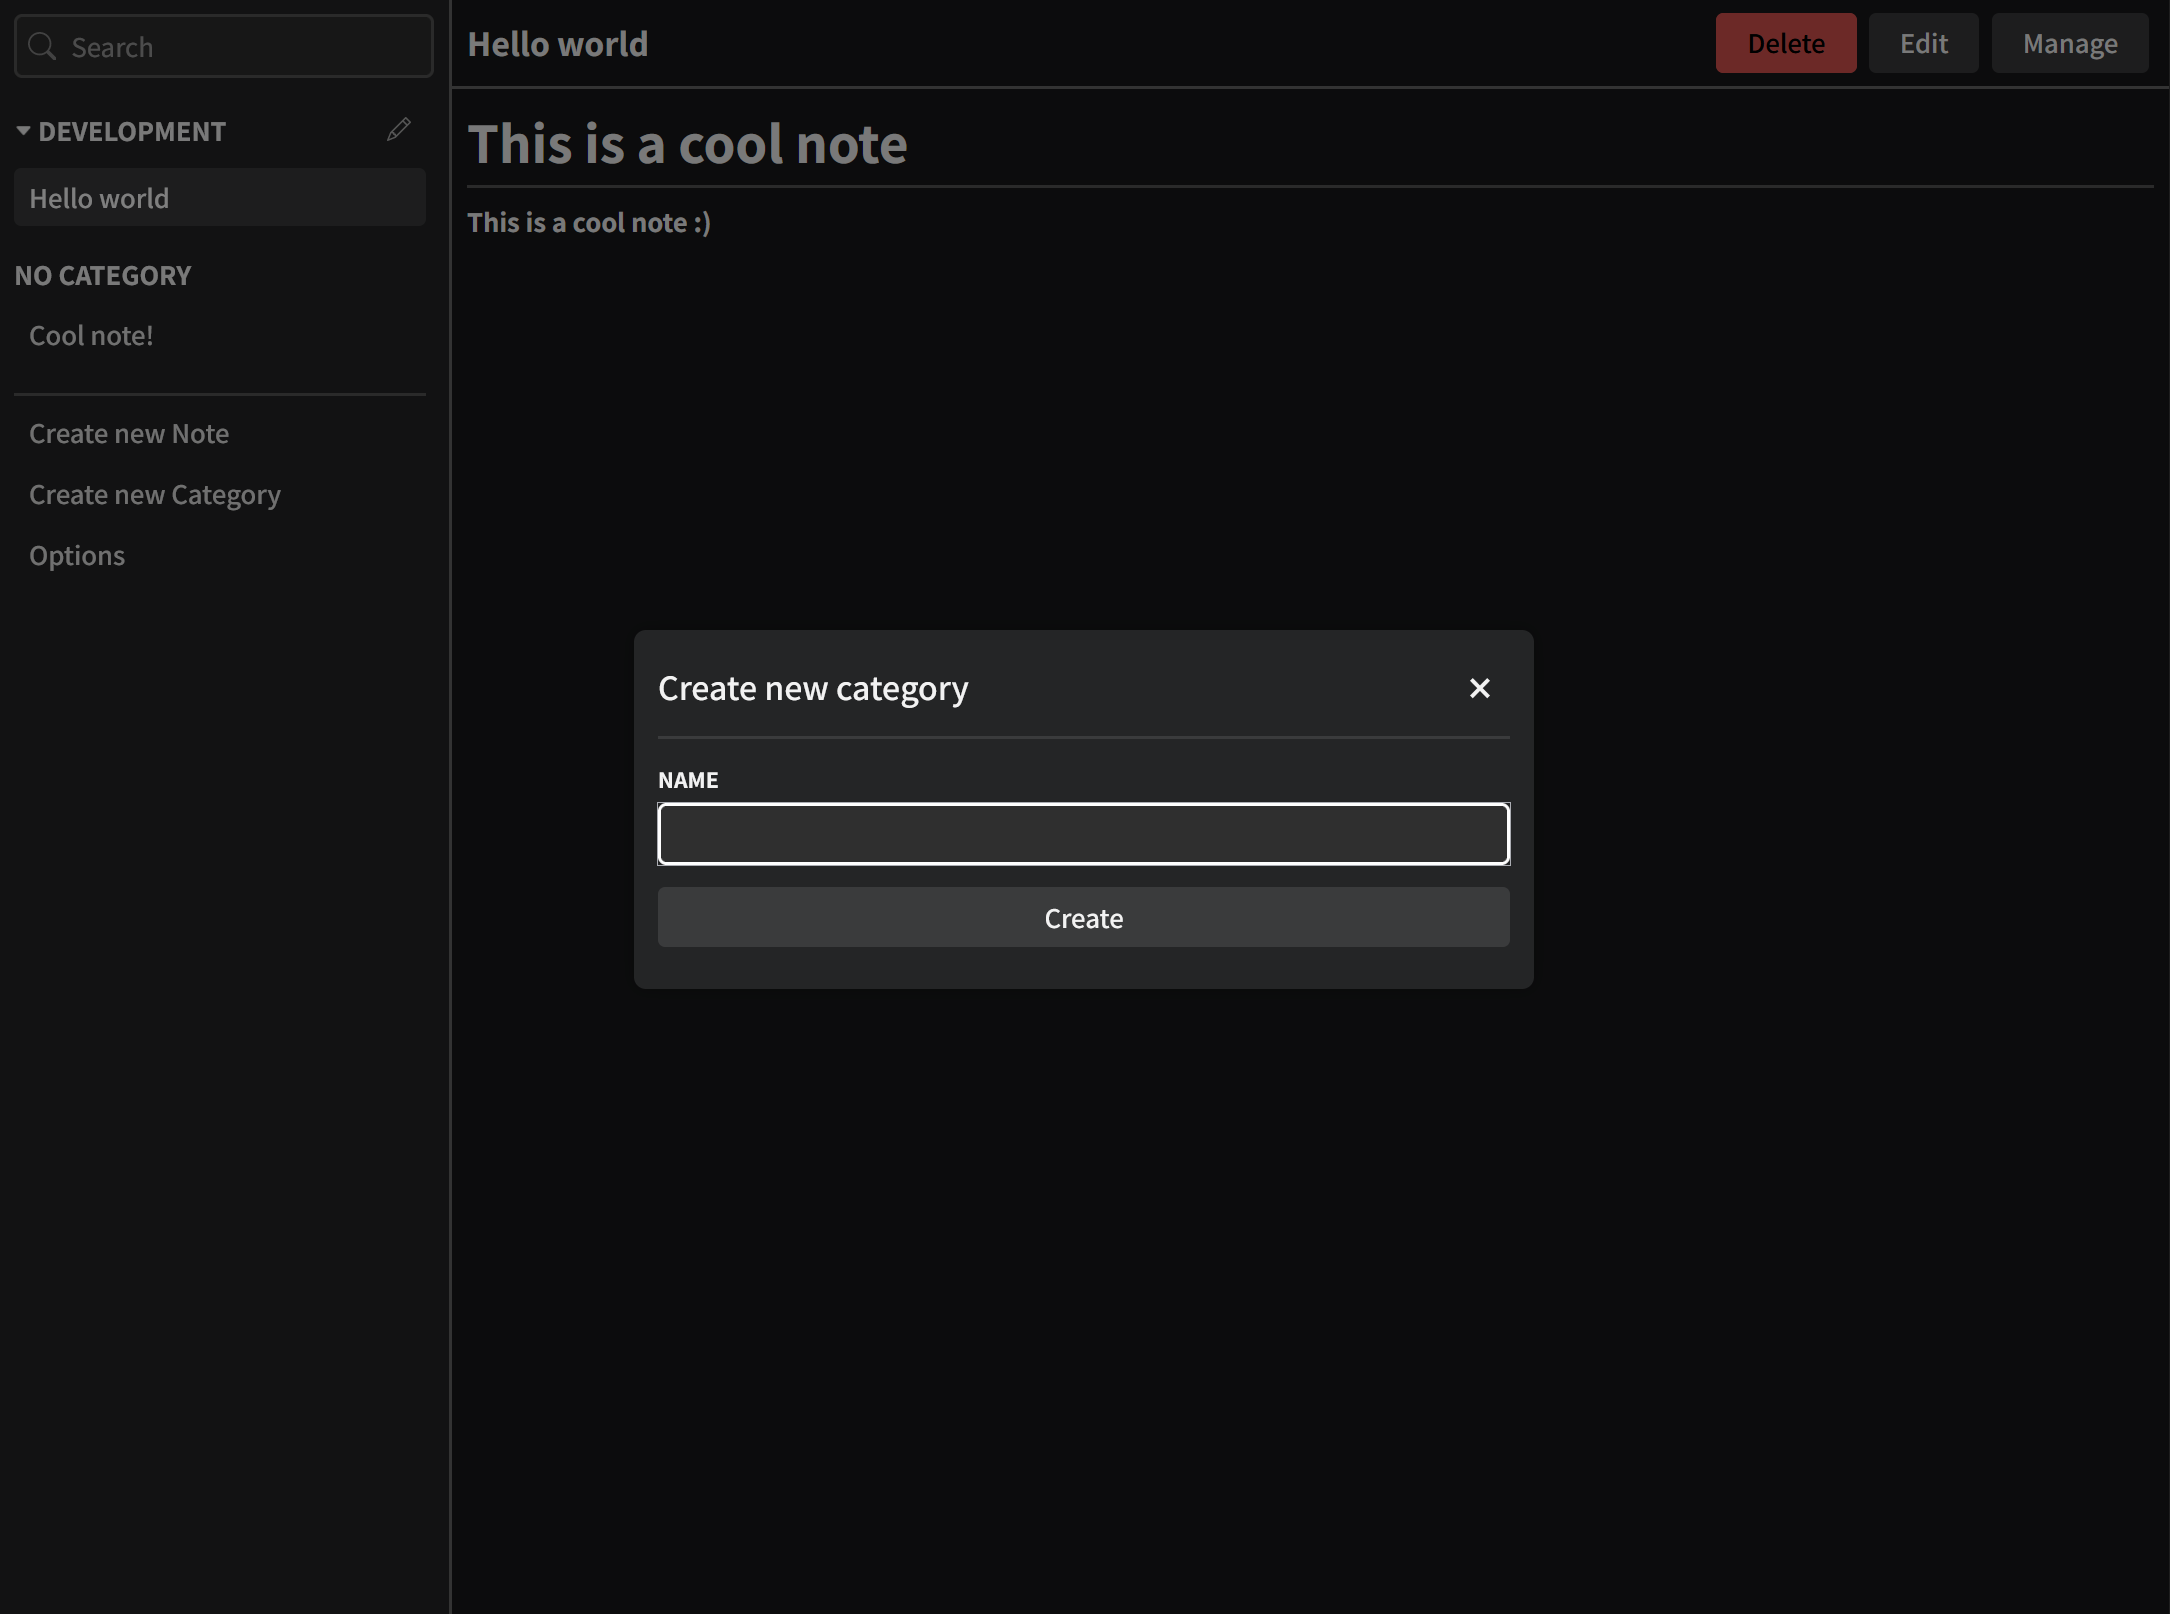 Search
DEVELOPMENT
Hello world
NO CATEGORY
Cool note!
Create new Note
Create new Category
Options
Hello world
Delete
Edit
Manage
This is a cool note
This is a cool note :)
Create new category
NAME
Create